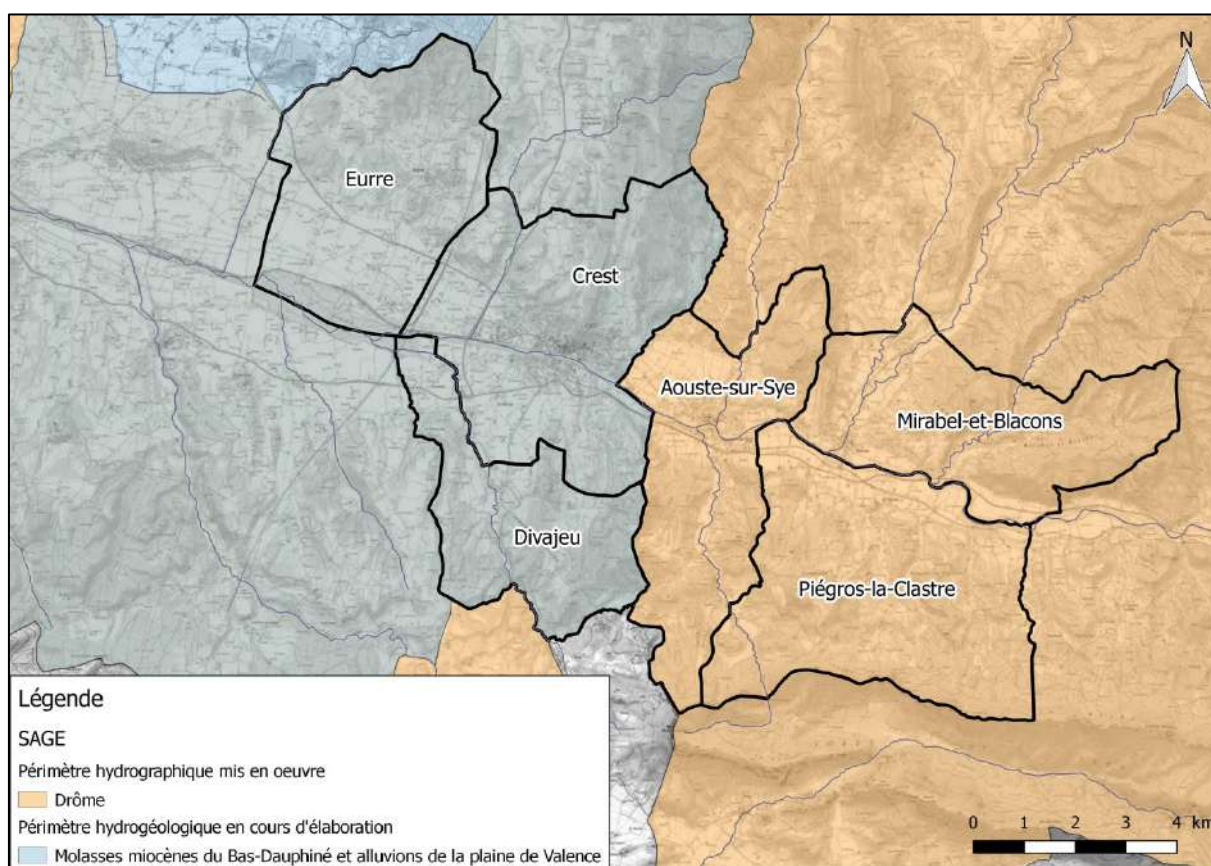 N
Eurre
Crest
Aouste-sur-Sye
Mirabel-et-Blacons
Divajeu
Piégros-la-Clastre
Légende
SAGE
Périmètre hydrographique mis en oeuvre
Drôme
Périmètre hydrogéologique en cours d'élaboration
Molasses miocènes du Bas-Dauphiné et alluvions de la plaine de Valence
0 1 2 3 4 km